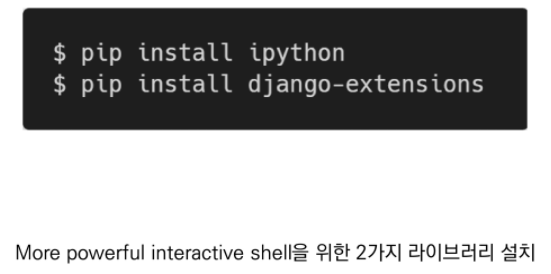 $ pip install ipython
$ pip install django-extensions
More powerful interactive shell을 위한 2가지 라이브러리 설치